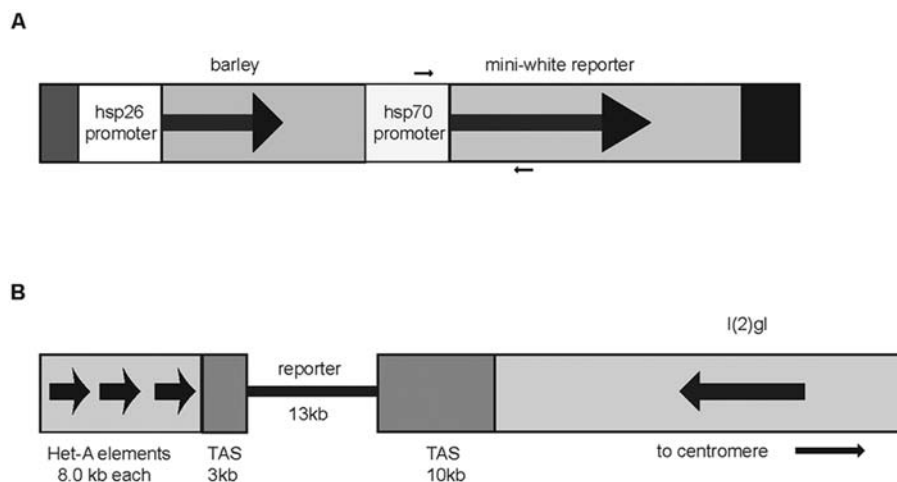 A
barley
mini-white reporter
hsp26
promoter
hsp70
promoter
B
l(2)gl
reporter
13kb
Het-A elements
8.0 kb each
TAS
3kb
TAS
10kb
to centromere